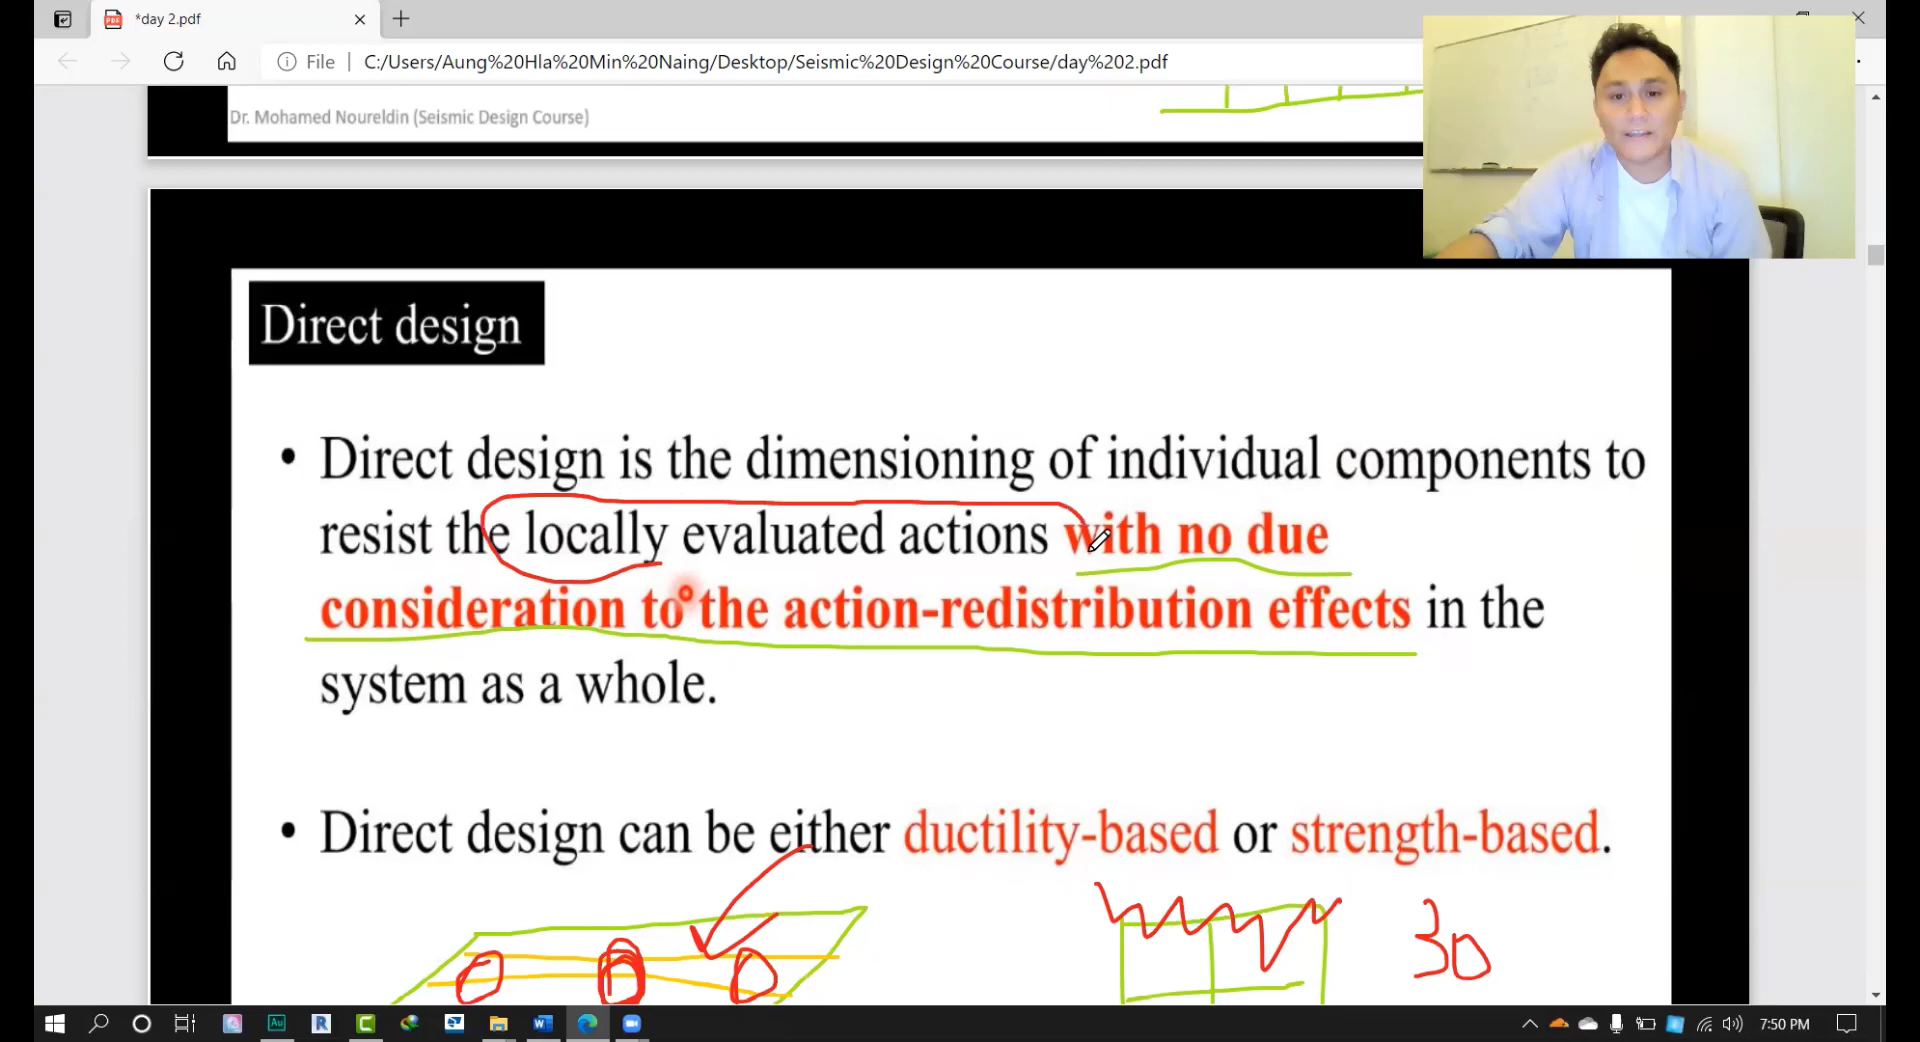 *day 2.pdf
File | C:/Users/Aung%20Hla%20Min%20Naing/Desktop/Seismic%20Design%20Course/day%202.pdf
Dr. Mohamed Noureldin (Seismic Design Course)
Direct design
• Direct design is the dimensioning of individual components to
resist the locally evaluated actions with no due
consideration to the action-redistribution effects in the
system as a whole.
• Direct design can be either ductility-based or strength-based.
30
7:50 PM